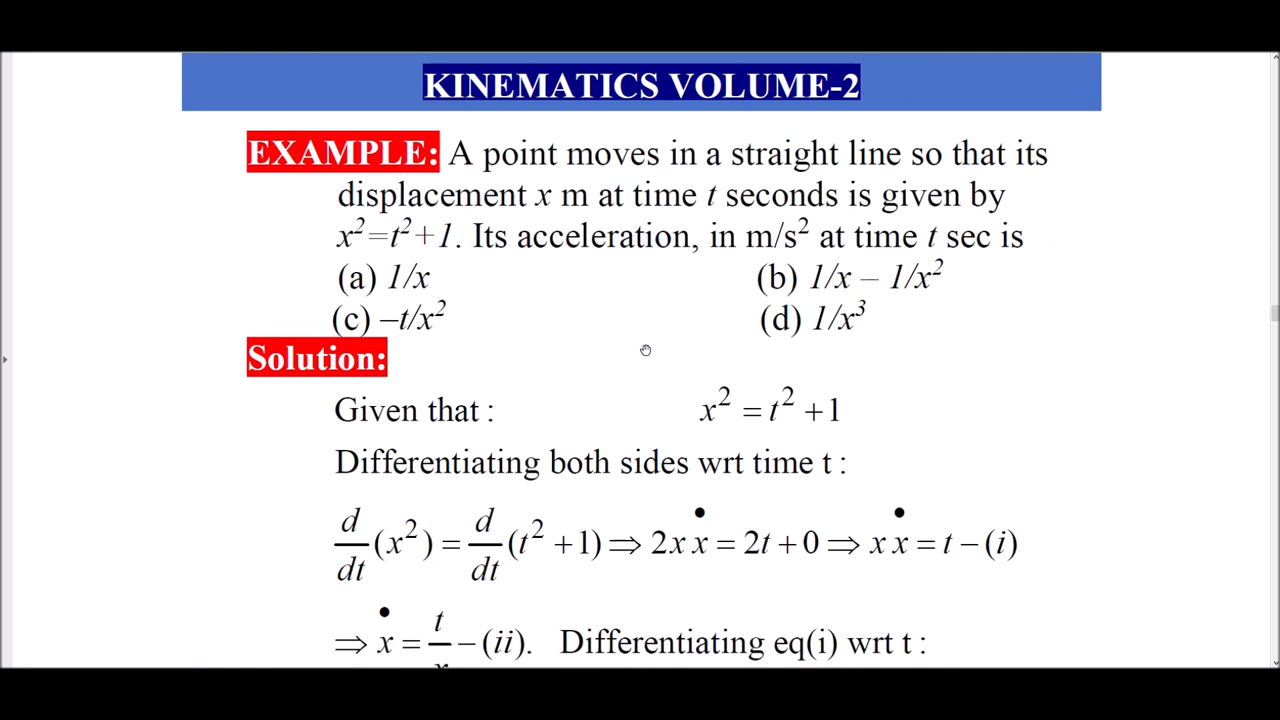 KINEMATICS VOLUME-2
EXAMPLE: A point moves in a straight line so that its
displacement x m at time t seconds is given by
x²=t²+1. Its acceleration, in m/s² at time t sec is
(a) 1/x (b) 1/x – 1/x²
(c) –t/x² (d) 1/x³
Solution:
Given that : x² = t² + 1
Differentiating both sides wrt time t :
d/dt (x²) = d/dt (t² + 1) ⇒ 2x ẋ = 2t + 0 ⇒ x ẋ = t – (i)
⇒ ẋ = t/x – (ii). Differentiating eq(i) wrt t :